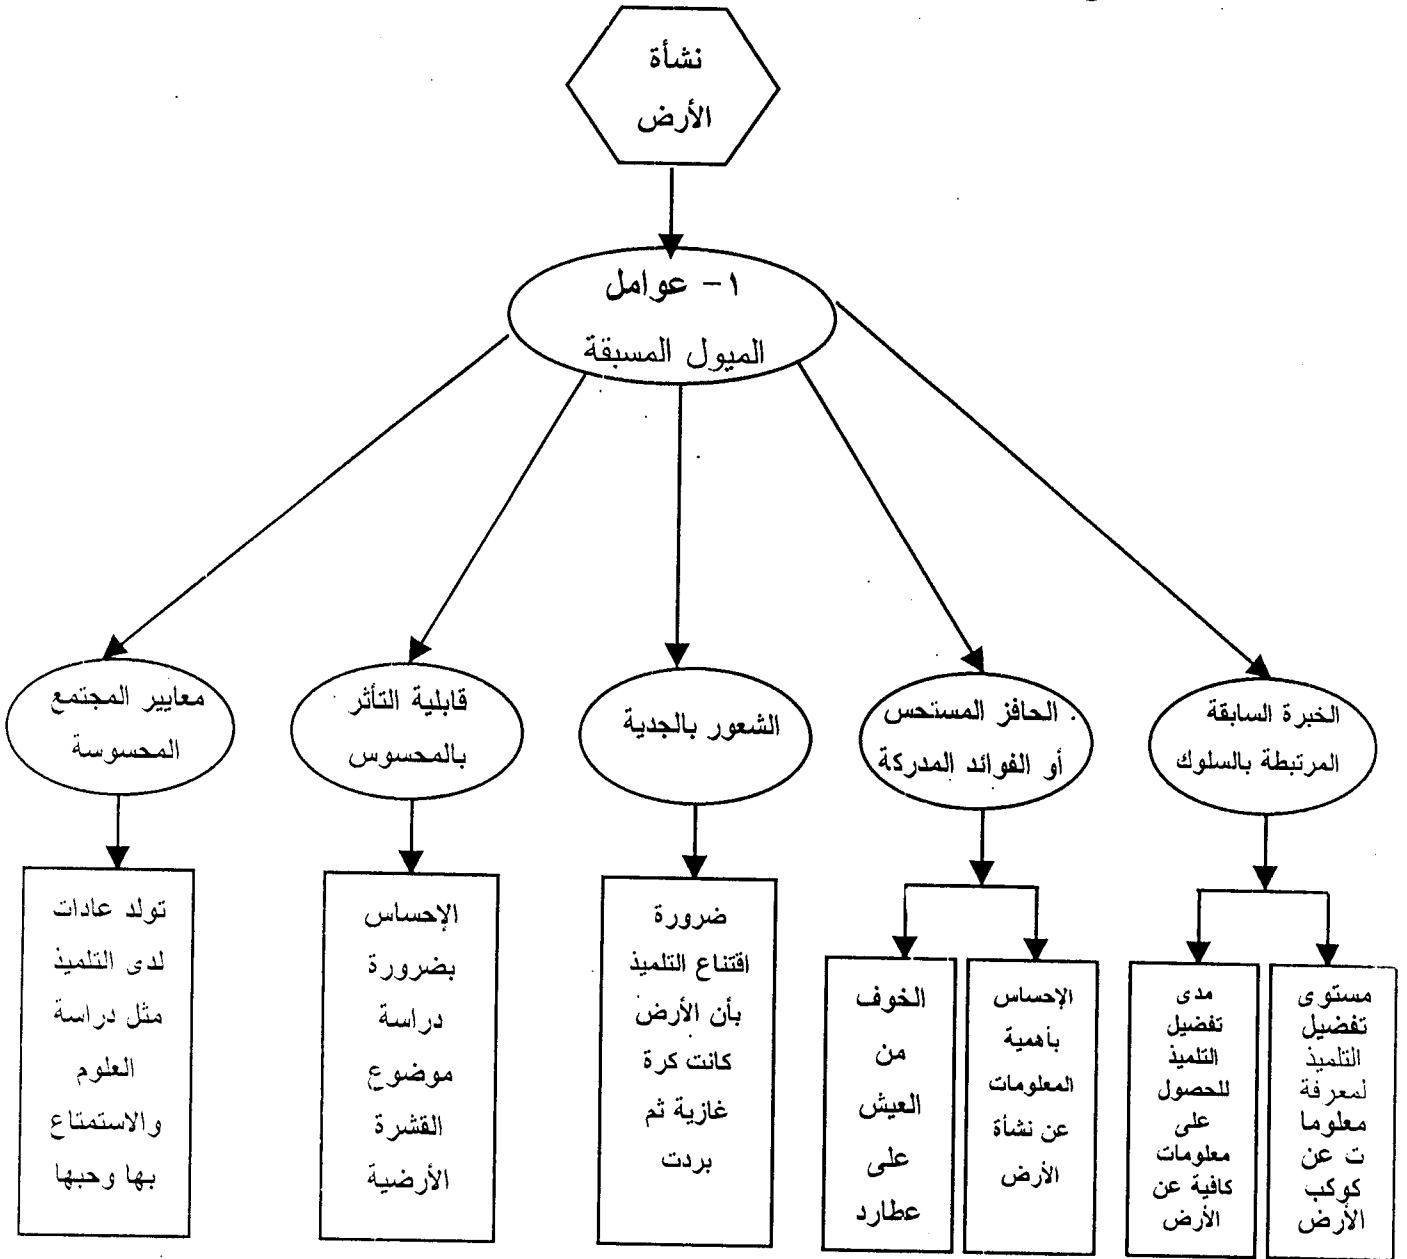 نشأة
الأرض
١- عوامل
الميول المسبقة
الخبرة السابقة
المرتبطة بالسلوك
الحافز المستحس
أو الفوائد المدركة
الشعور بالجدية
قابلية التأثر
بالمحسوس
معايير المجتمع
المحسوسة
مستوى
تفضيل
التلميذ
لمعرفة
معلوما
ت عن
كوكب
الأرض
مدى
تفضيل
التلميذ
للحصول
على
معلومات
كافية عن
الأرض
الإحساس
بأهمية
المعلومات
عن نشأة
الأرض
الخوف
من
العيش
على
عطارد
ضرورة
اقتناع التلميذ
بأن الأرض
كانت كرة
غازية ثم
بردت
الإحساس
بضرورة
دراسة
موضوع
القشرة
الأرضية
تولد عادات
لدى التلميذ
مثل دراسة
العلوم
والاستمتاع
بها وحبها